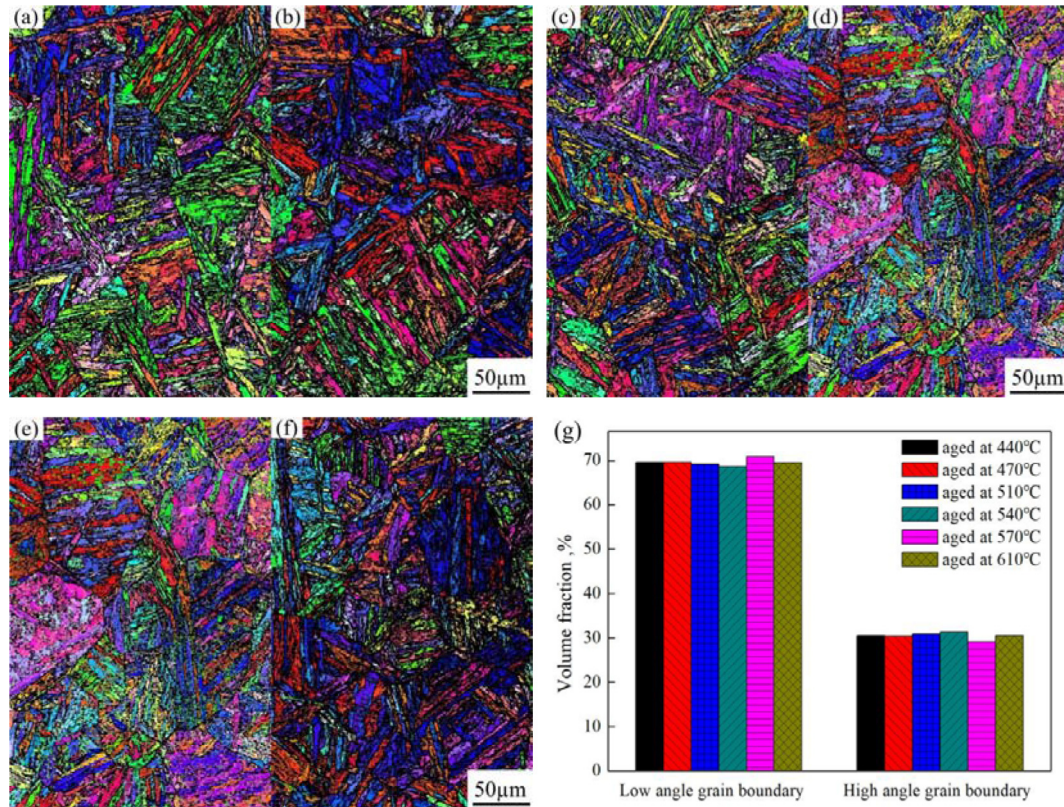 (a)
(b)
50μm
(c)
(d)
50μm
(e)
(f)
50μm
(g)
Volume fraction ,%
70
60
50
40
30
20
10
0
aged at 440℃
aged at 470℃
aged at 510℃
aged at 540℃
aged at 570℃
aged at 610℃
Low angle grain boundary
High angle grain boundary